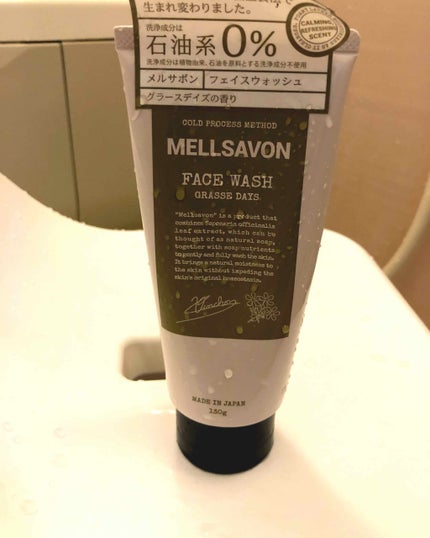 生まれ変わりました。
洗浄成分は
石油系0%
洗浄成分は植物由来、石油を原料とする洗浄成分不使用
メルサボン フェイスウォッシュ
グラースデイズの香り
CALMING
REFRESHING
SCENT
COLD PROCESS METHOD
MELLSAVON
FACE WASH
GRASSE DAYS
"Mellsavon" is a product that
combines Saponaria officinalis
leaf extract, which can be
thought of as natural soap,
together with soap nutrients
to gently and fully wash the skin.
It brings a natural moistness to
the skin without impeding the
skin's original homeostasis.
MADE IN JAPAN
130g